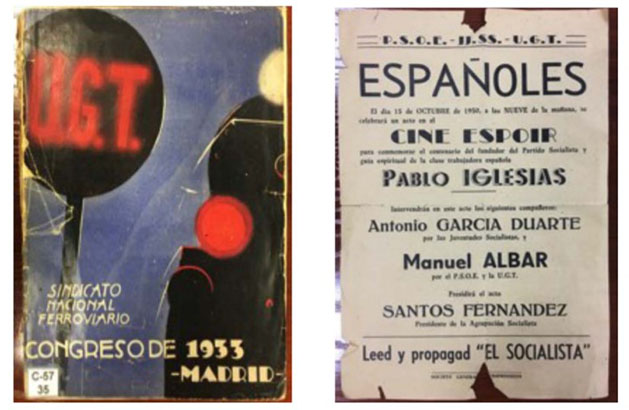 U.G.T.
SINDICATO
NACIONAL
FERROVIARIO
CONGRESO DE 1933
-MADRID-
C-57
35
P.S.O.E.-JJ.SS.-U.G.T.
ESPAÑOLES
El día 15 de OCTUBRE de 1950, a las NUEVE de la mañana, se
celebrará un acto en el
CINE ESPOIR
para conmemorar el centenario del fundador del Partido Socialista y
guía espiritual de la clase trabajadora española
PABLO IGLESIAS
Intervendrán en este acto los siguientes compañeros:
Antonio GARCIA DUARTE
por las Juventudes Socialistas, y
Manuel ALBAR
por el P.S.O.E. y la U.G.T.
Presidirá el acto
SANTOS FERNANDEZ
Presidente de la Agrupación Socialista
Leed y propagad "EL SOCIALISTA"